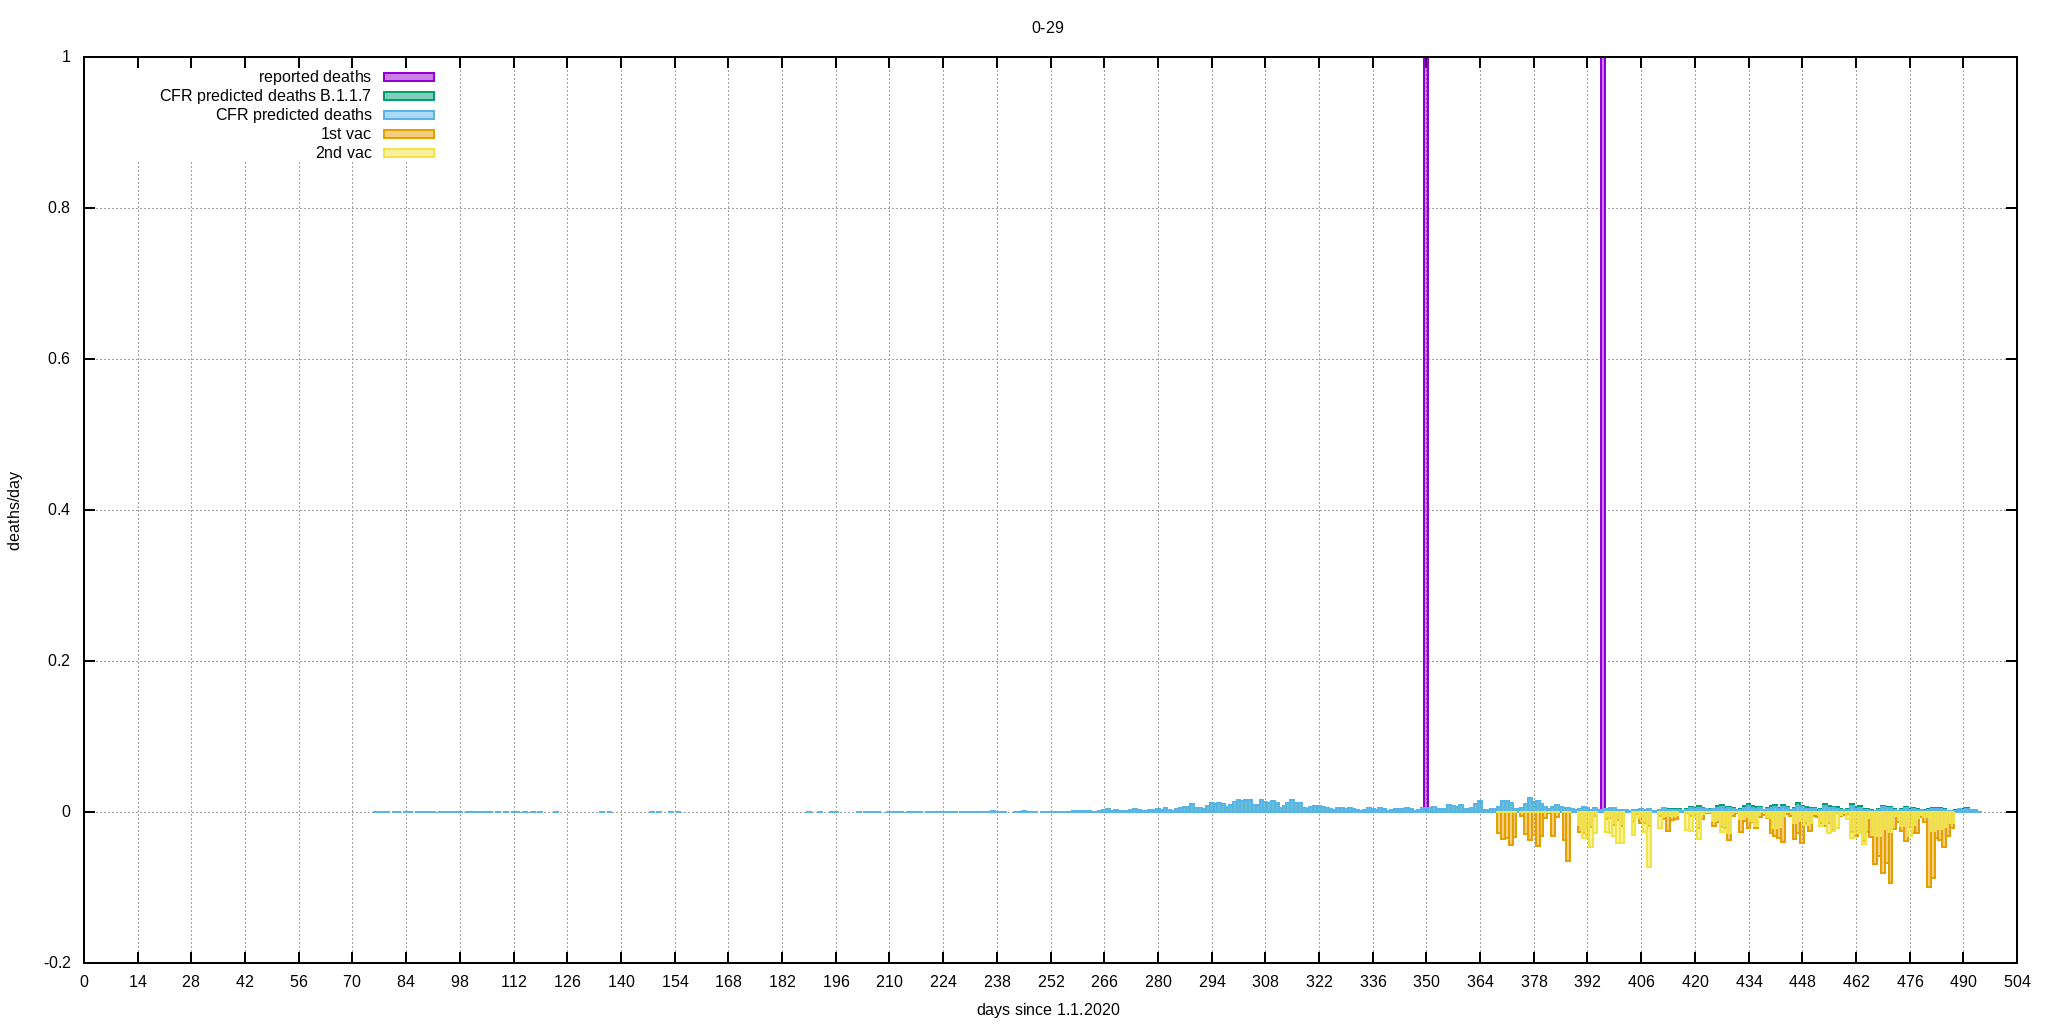 0-29
1
reported deaths
CFR predicted deaths B.1.1.7
CFR predicted deaths
1st vac
2nd vac
0.8
0.6
0.4
0.2
0
-0.2
deaths/day
0 14 28 42 56 70 84 98 112 126 140 154 168 182 196 210 224 238 252 266 280 294 308 322 336 350 364 378 392 406 420 434 448 462 476 490 504
days since 1.1.2020